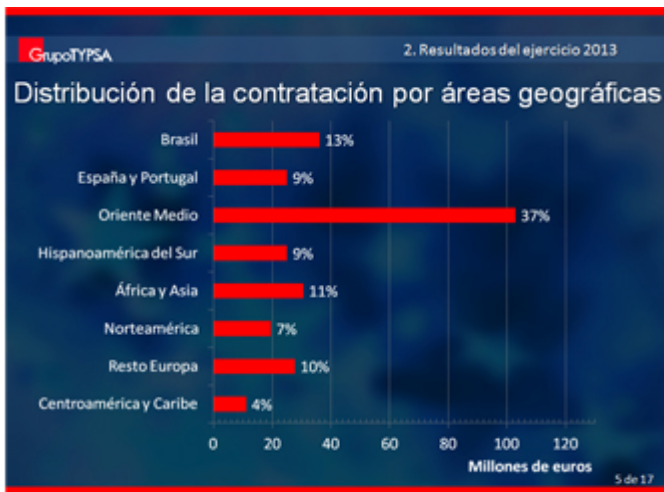 GrupoTYPSA
2. Resultados del ejercicio 2013
Distribución de la contratación por áreas geográficas
Brasil 13%
España y Portugal 9%
Oriente Medio 37%
Hispanoamérica del Sur 9%
África y Asia 11%
Norteamérica 7%
Resto Europa 10%
Centroamérica y Caribe 4%
0 20 40 60 80 100 120
Millones de euros
5 de 17